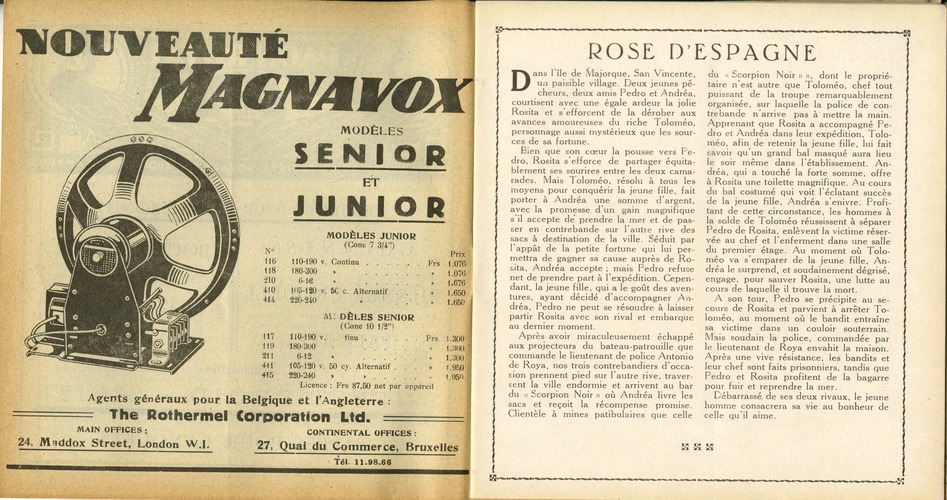 NOUVEAUTÉ
MAGNAVOX
MODÈLES
SENIOR
ET
JUNIOR
MODÈLES JUNIOR
(Cone 7 3/4")
N° Prix
116 110-190 v. Continu . . . . Frs 1.076
118 180-300 » . . . . » 1.076
210 6-12 » . . . . » 1.076
410 105-120 v. 50 c. Alternatif . . . . » 1.650
414 220-240 » . . . . » 1.650
M DÈLES SENIOR
(Cone 10 1/2")
117 110-190 v. tinu . . . . Frs 1.300
119 180-300 » . . . . » 1.300
211 6-12 » . . . . » 1.300
411 105-120 v. 50 cy. Alternatif . . . . » 1.950
415 220-240 » . . . . » 1.950
Licence : Frs 87,50 net par appareil
Agents généraux pour la Belgique et l'Angleterre :
The Rothermel Corporation Ltd.
MAIN OFFICES :
24, Maddox Street, London W.I.
CONTINENTAL OFFICES :
27, Quai du Commerce, Bruxelles
Tél. 11.98.66
ROSE D'ESPAGNE
Dans l'île de Majorque, San Vincente,
un paisible village. Deux jeunes pê-
cheurs, deux amis Pedro et Andréa,
courtisent avec une égale ardeur la jolie
Rosita et s'efforcent de la dérober aux
avances amoureuses du riche Toloméo,
personnage aussi mystérieux que les sour-
ces de sa fortune.
Bien que son cœur la pousse vers Pe-
dro, Rosita s'efforce de partager équita-
blement ses sourires entre les deux cama-
rades. Mais Toloméo, résolu à tous les
moyens pour conquérir la jeune fille, fait
porter à Andréa une somme d'argent,
avec la promesse d'un gain magnifique
s'il accepte de prendre la mer et de pas-
ser en contrebande sur l'autre rive des
sacs à destination de la ville. Séduit par
l'appât de la petite fortune qui lui per-
mettra de gagner sa cause auprès de Ro-
sita, Andréa accepte ; mais Pedro refuse
net de prendre part à l'expédition. Cepen-
dant, la jeune fille, qui a le goût des aven-
tures, ayant décidé d'accompagner An-
dréa, Pedro ne peut se résoudre à laisser
partir Rosita avec son rival et embarque
au dernier moment.
Après avoir miraculeusement échappé
aux projecteurs du bateau-patrouille que
commande le lieutenant de police Antonio
de Roya, nos trois contrebandiers d'occa-
sion prennent pied sur l'autre rive, traver-
sent la ville endormie et arrivent au bar
du « Scorpion Noir » où Andréa livre les
sacs et reçoit la récompense promise.
Clientèle à mines patibulaires que celle
du « Scorpion Noir » », dont le proprié-
taire n'est autre que Toloméo, chef tout
puissant de la troupe remarquablement
organisée, sur laquelle la police de con-
trebande n'arrive pas à mettre la main.
Apprenant que Rosita a accompagné Pe-
dro et Andréa dans leur expédition, Tolo-
méo, afin de retenir la jeune fille, lui fait
savoir qu'un grand bal masqué aura lieu
le soir même dans l'établissement. An-
dréa, qui a touché la forte somme, offre
à Rosita une toilette magnifique. Au cours
du bal costumé qui voit l'éclatant succès
de la jeune fille, Andréa s'enivre. Profi-
tant de cette circonstance, les hommes à
la solde de Toloméo réussissent à séparer
Pedro de Rosita, enlèvent la victime réser-
vée au chef et l'enferment dans une salle
du premier étage. Au moment où Tolo-
méo va s'emparer de la jeune fille, An-
dréa le surprend, et soudainement dégrisé,
engage, pour sauver Rosita, une lutte au
cours de laquelle il trouve la mort.
A son tour, Pedro se précipite au se-
cours de Rosita et parvient à arrêter To-
loméo, au moment où le bandit entraîne
sa victime dans un couloir souterrain.
Mais soudain la police, commandée par
le lieutenant de Roya envahit la maison.
Après une vive résistance, les bandits et
leur chef sont faits prisonniers, tandis que
Pedro et Rosita profitent de la bagarre
pour fuir et reprendre la mer.
Débarrassé de ses deux rivaux, le jeune
homme consacrera sa vie au bonheur de
celle qu'il aime.